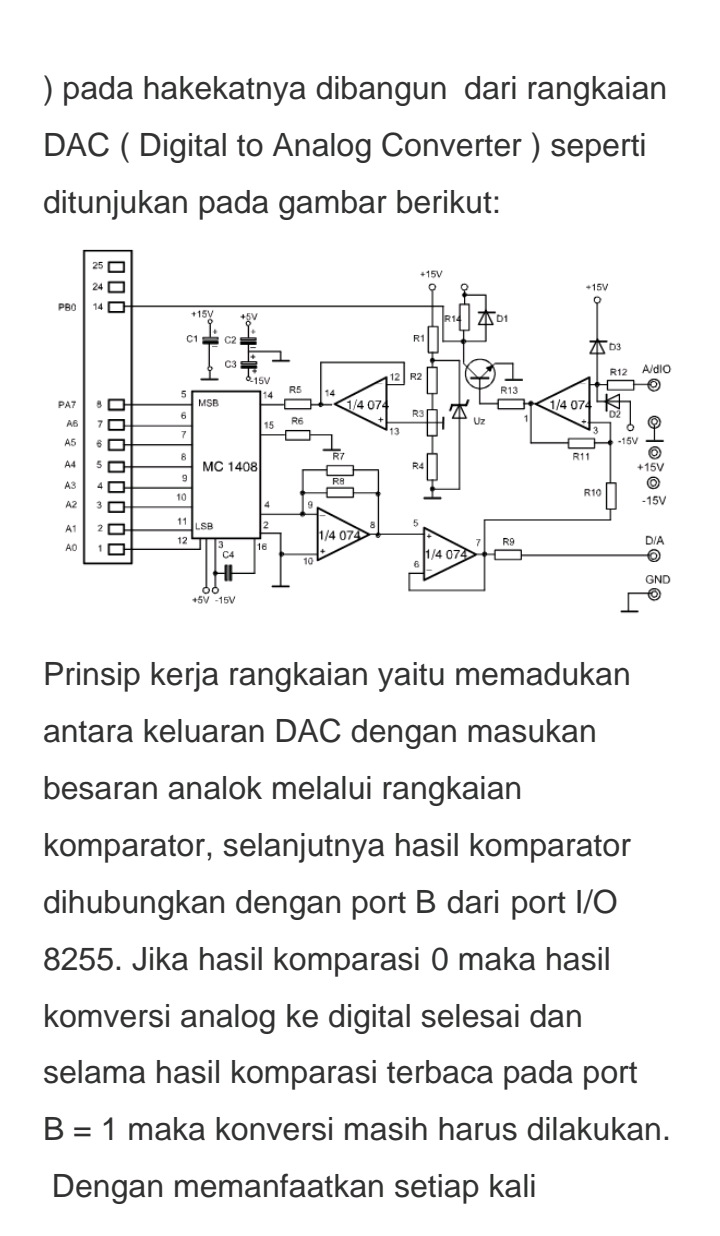 ) pada hakekatnya dibangun  dari rangkaian
DAC ( Digital to Analog Converter ) seperti
ditunjukan pada gambar berikut:
25
24
PB0 14
+15V +5V
C1 + C2 +
C3 +
-15V
+15V
R14 D1
R1
R2
R3
R4
Uz
+15V
D3
R12 A/dIO
R13
1/4 074
1 3
D2
-15V
R11
R10
+15V
-15V
PA7 8 5 MSB 14 R5 14 1/4 074 12
13
A6 7 6
A5 6 7 15 R6
A4 5 8 MC 1408 R7
A3 4 9 R8
A2 3 10 4 9
A1 2 11 LSB 2 1/4 074 8 5
A0 1 12 3 C4 16 10
+5V -15V
1/4 074 7 R9 D/A
6
GND
Prinsip kerja rangkaian yaitu memadukan
antara keluaran DAC dengan masukan
besaran analok melalui rangkaian
komparator, selanjutnya hasil komparator
dihubungkan dengan port B dari port I/O
8255. Jika hasil komparasi 0 maka hasil
komversi analog ke digital selesai dan
selama hasil komparasi terbaca pada port
B = 1 maka konversi masih harus dilakukan.
Dengan memanfaatkan setiap kali